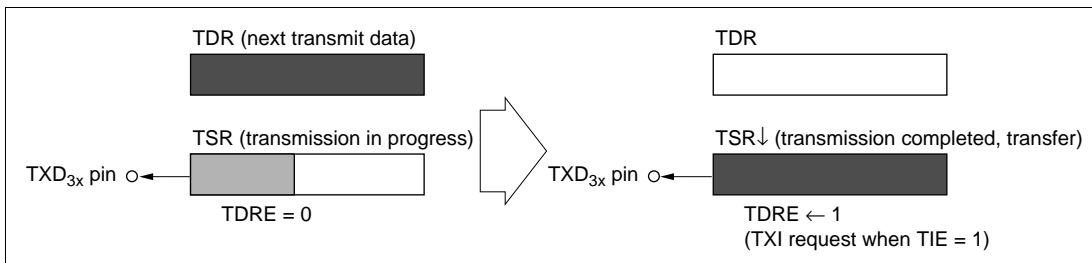 TDR (next transmit data)
TSR (transmission in progress)
TXD3x pin
TDRE = 0
TDR
TSR↓ (transmission completed, transfer)
TXD3x pin
TDRE ← 1
(TXI request when TIE = 1)